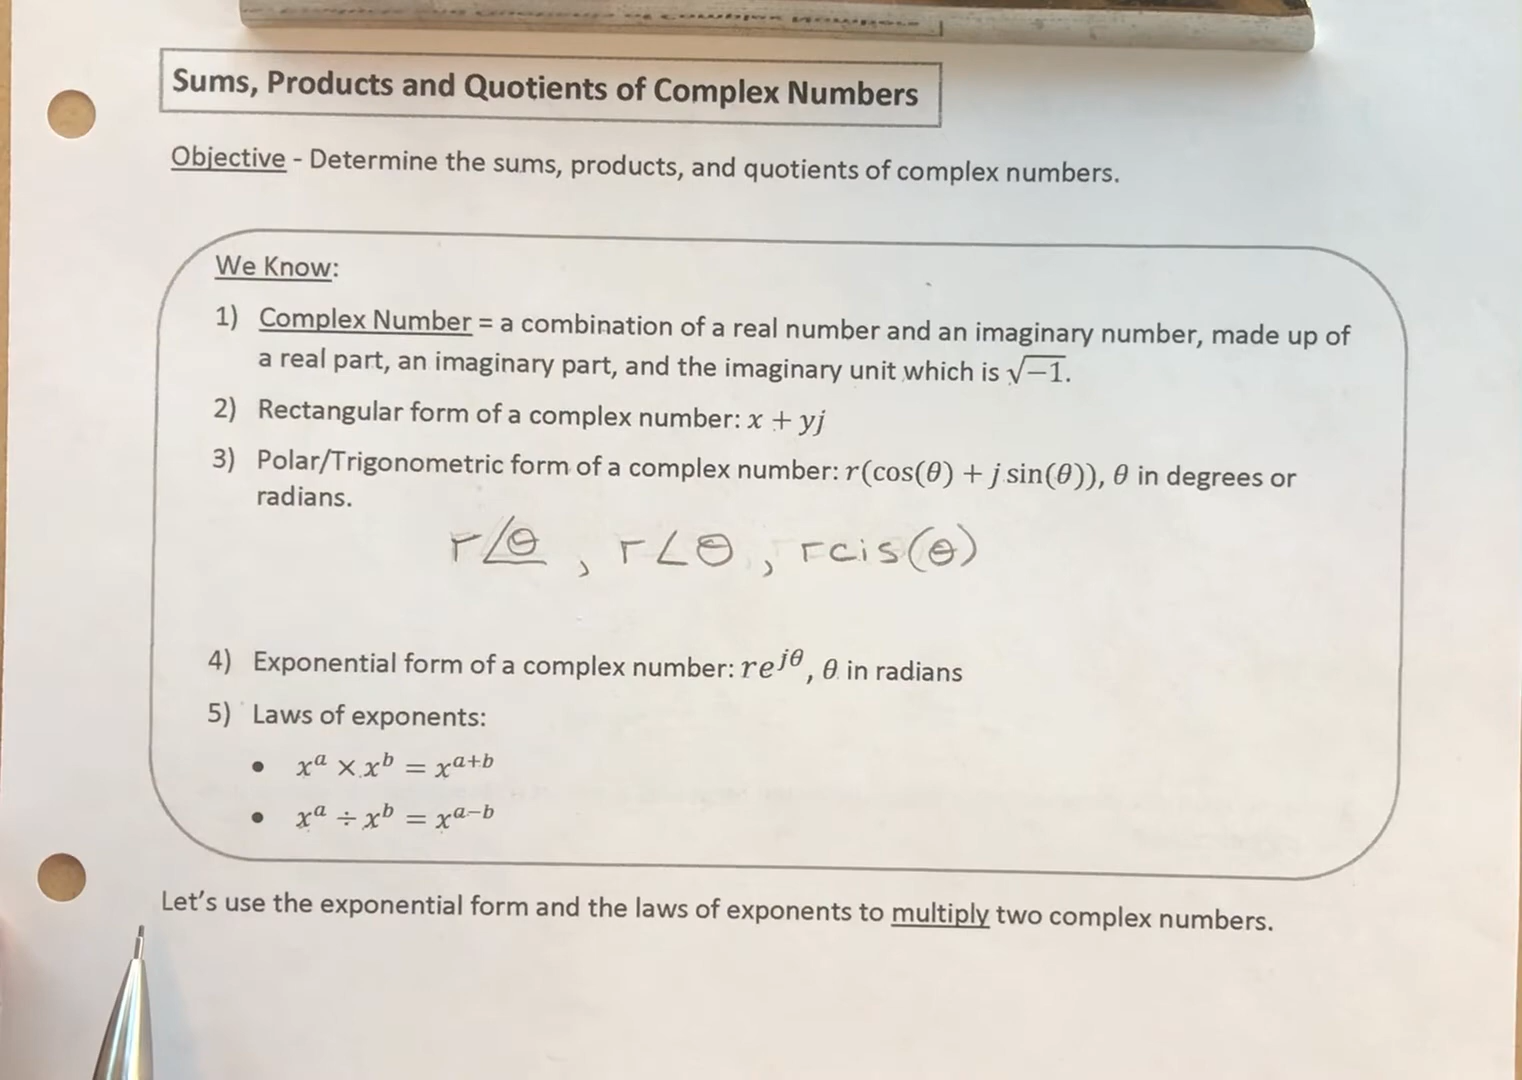 Sums, Products and Quotients of Complex Numbers
Objective - Determine the sums, products, and quotients of complex numbers.
We Know:
1) Complex Number = a combination of a real number and an imaginary number, made up of
a real part, an imaginary part, and the imaginary unit which is √−1.
2) Rectangular form of a complex number: x + yj
3) Polar/Trigonometric form of a complex number: r(cos(θ) + j sin(θ)), θ in degrees or
radians.
r∠θ , r∠θ , rcis(θ)
4) Exponential form of a complex number: re^{jθ}, θ in radians
5) Laws of exponents:
• x^a × x^b = x^{a+b}
• x^a ÷ x^b = x^{a−b}
Let's use the exponential form and the laws of exponents to multiply two complex numbers.